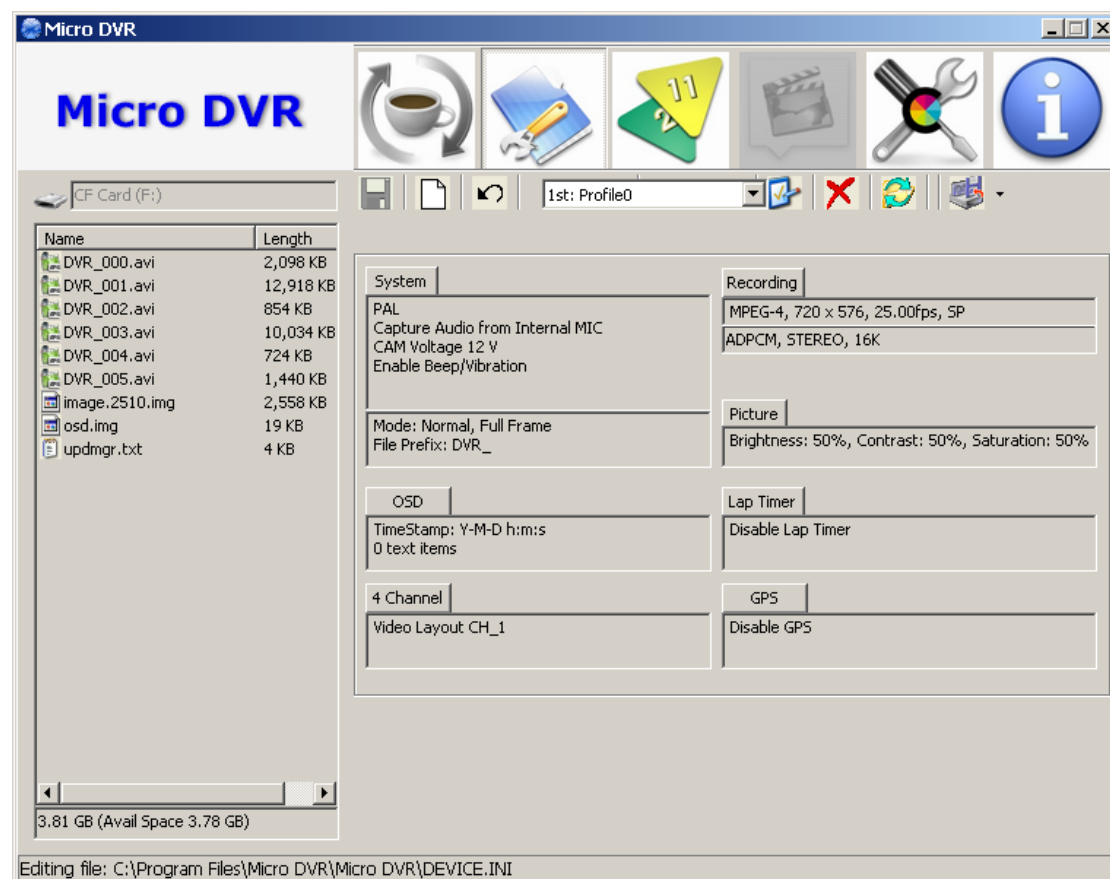 Micro DVR
Micro DVR
11
2
i
CF Card (F:)
1st: Profile0
Name Length
DVR_000.avi 2,098 KB
DVR_001.avi 12,918 KB
DVR_002.avi 854 KB
DVR_003.avi 10,034 KB
DVR_004.avi 724 KB
DVR_005.avi 1,440 KB
image.2510.img 2,558 KB
osd.img 19 KB
updmgr.txt 4 KB
3.81 GB (Avail Space 3.78 GB)
System
PAL
Capture Audio from Internal MIC
CAM Voltage 12 V
Enable Beep/Vibration
Mode: Normal, Full Frame
File Prefix: DVR_
Recording
MPEG-4, 720 x 576, 25.00fps, SP
ADPCM, STEREO, 16K
Picture
Brightness: 50%, Contrast: 50%, Saturation: 50%
OSD
TimeStamp: Y-M-D h:m:s
0 text items
Lap Timer
Disable Lap Timer
4 Channel
Video Layout CH_1
GPS
Disable GPS
Editing file: C:\Program Files\Micro DVR\Micro DVR\DEVICE.INI